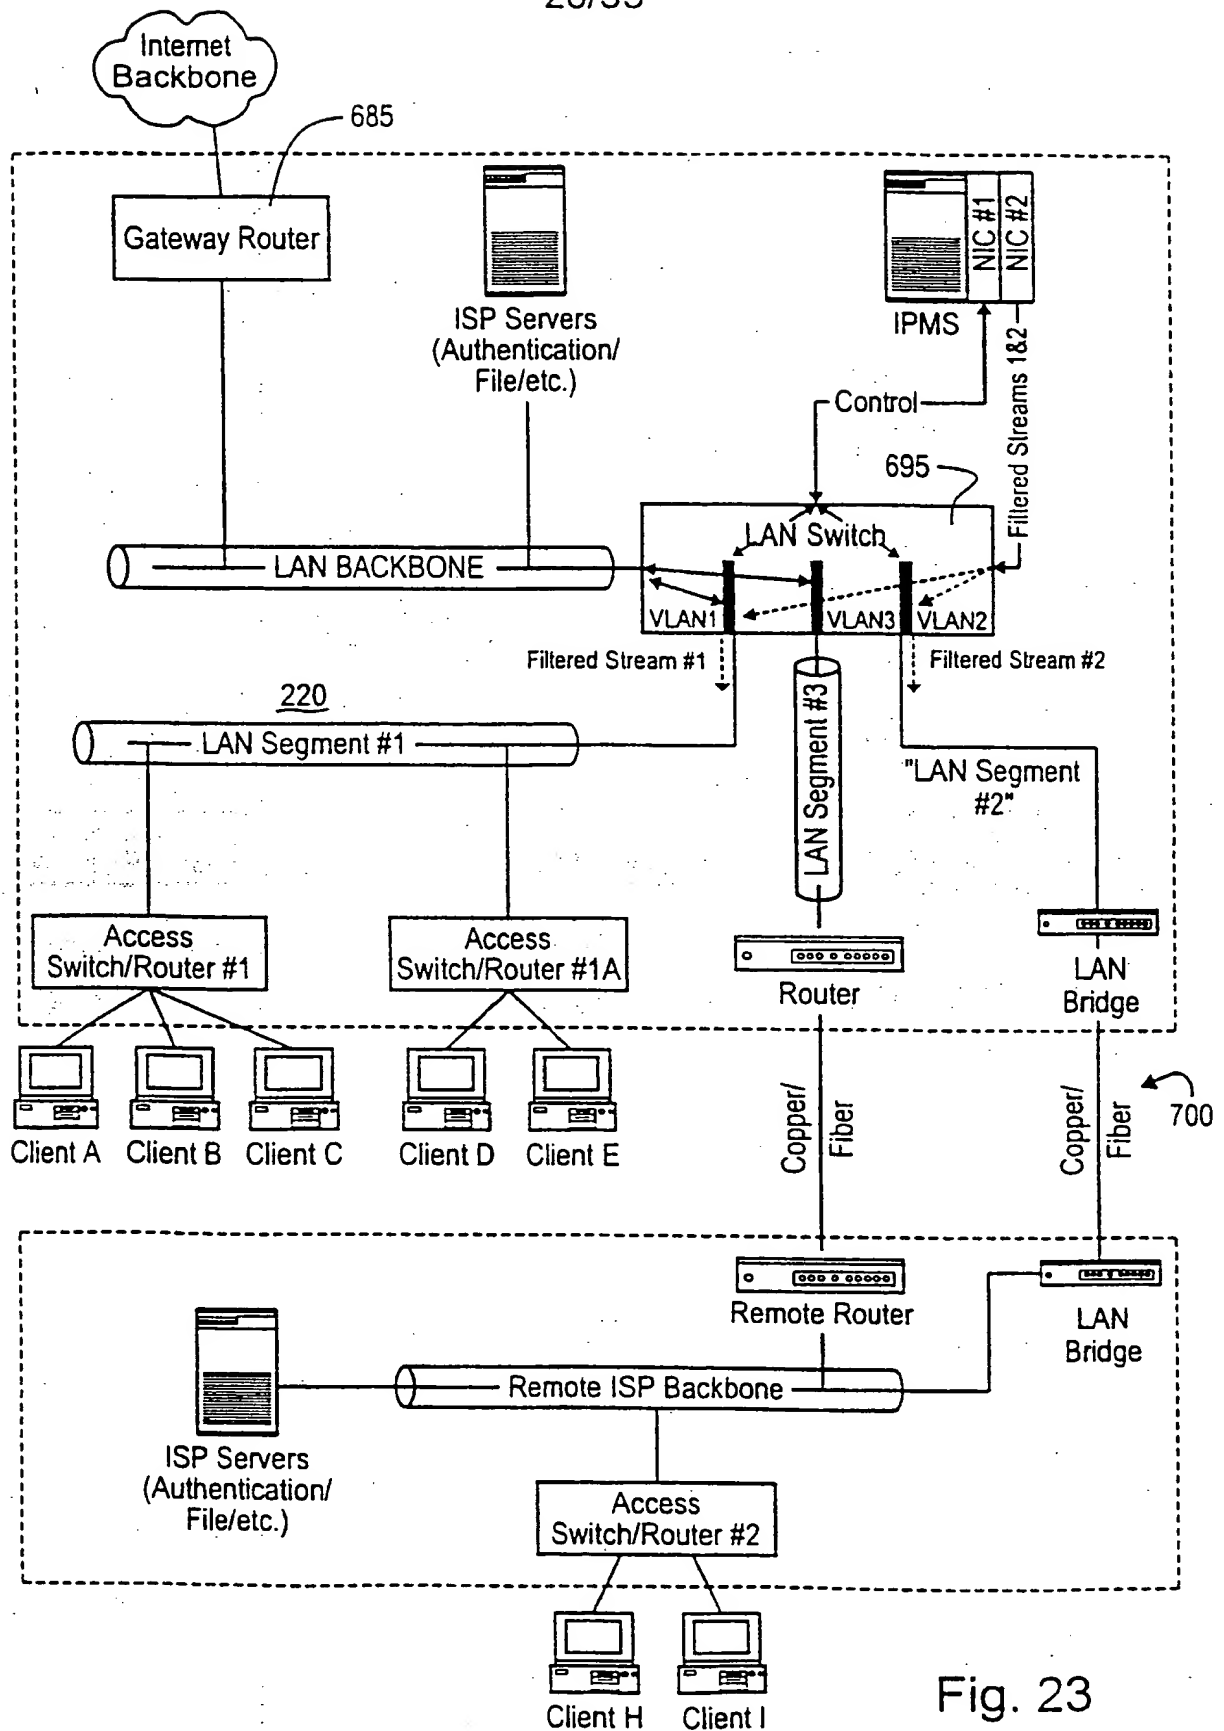 Internet
Backbone
685
Gateway Router
ISP Servers
(Authentication/
File/etc.)
NIC #1
NIC #2
IPMS
Control
Filtered Streams 1&2
695
LAN Switch
LAN BACKBONE
VLAN1
VLAN3
VLAN2
Filtered Stream #1
Filtered Stream #2
220
LAN Segment #1
LAN Segment #3
"LAN Segment
#2"
Access
Switch/Router #1
Access
Switch/Router #1A
Router
LAN
Bridge
Client A
Client B
Client C
Client D
Client E
Copper/
Fiber
Copper/
Fiber
700
Remote Router
LAN
Bridge
Remote ISP Backbone
ISP Servers
(Authentication/
File/etc.)
Access
Switch/Router #2
Client H
Client I
Fig. 23